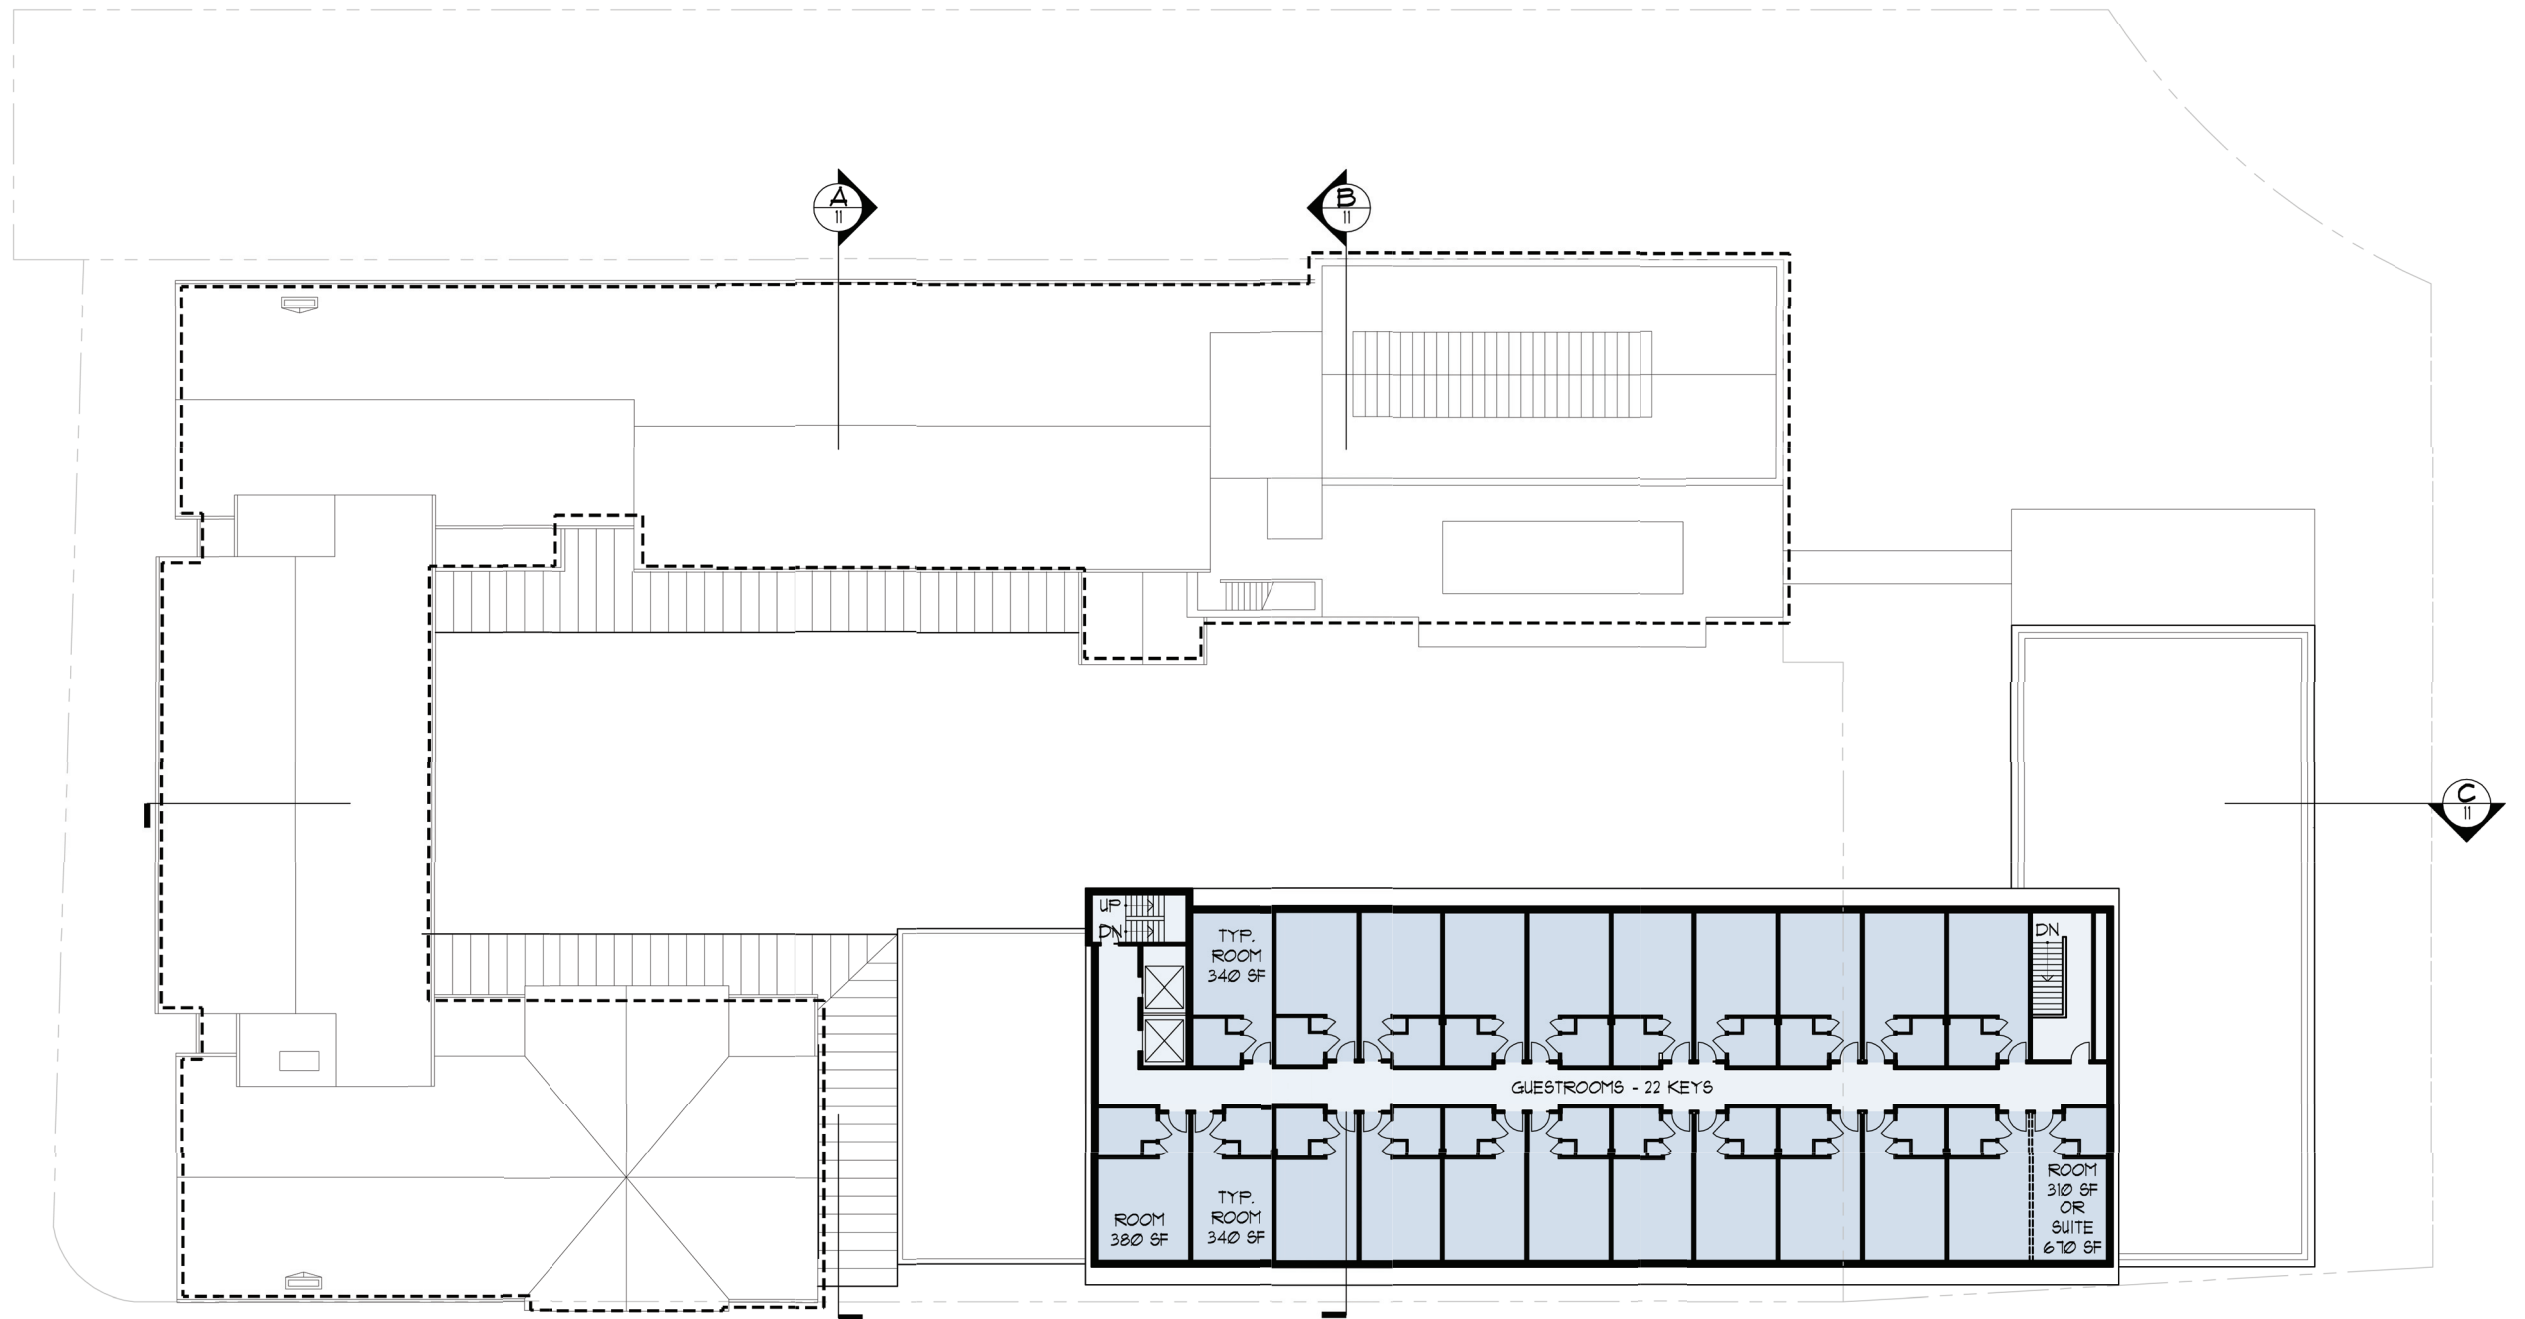 A
11
B
11
C
11
UP
DN
TYP.
ROOM
340 SF
DN
GUESTROOMS - 22 KEYS
ROOM
380 SF
TYP.
ROOM
340 SF
ROOM
310 SF
OR
SUITE
670 SF